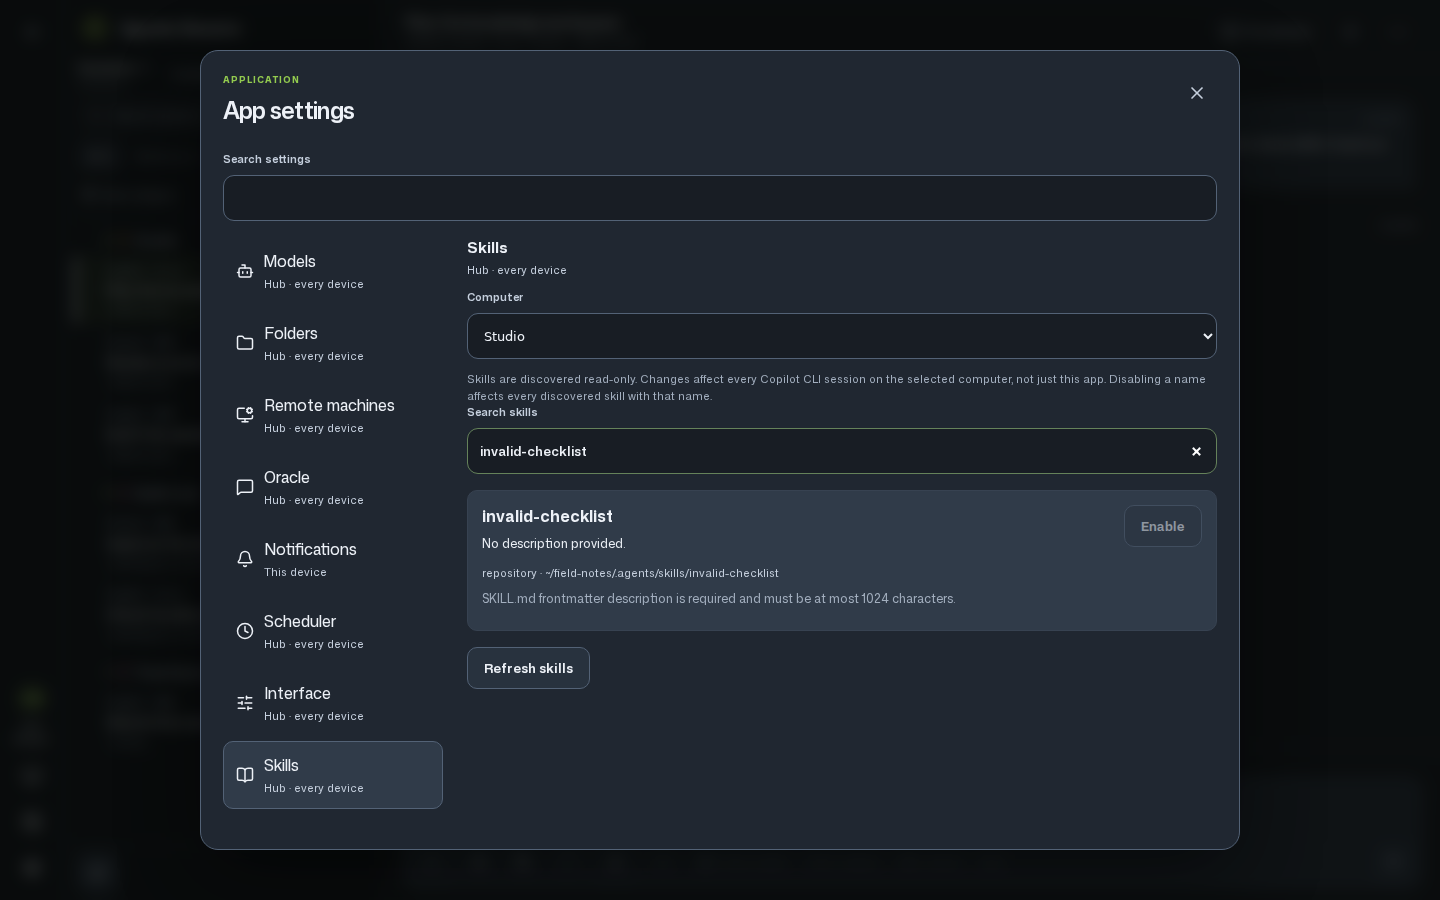 APPLICATION
App settings
Search settings
Models
Hub · every device
Folders
Hub · every device
Remote machines
Hub · every device
Oracle
Hub · every device
Notifications
This device
Scheduler
Hub · every device
Interface
Hub · every device
Skills
Hub · every device
Skills
Hub · every device
Computer
Studio
Skills are discovered read-only. Changes affect every Copilot CLI session on the selected computer, not just this app. Disabling a name
affects every discovered skill with that name.
Search skills
invalid-checklist
invalid-checklist
Enable
No description provided.
repository · ~/field-notes/.agents/skills/invalid-checklist
SKILL.md frontmatter description is required and must be at most 1024 characters.
Refresh skills